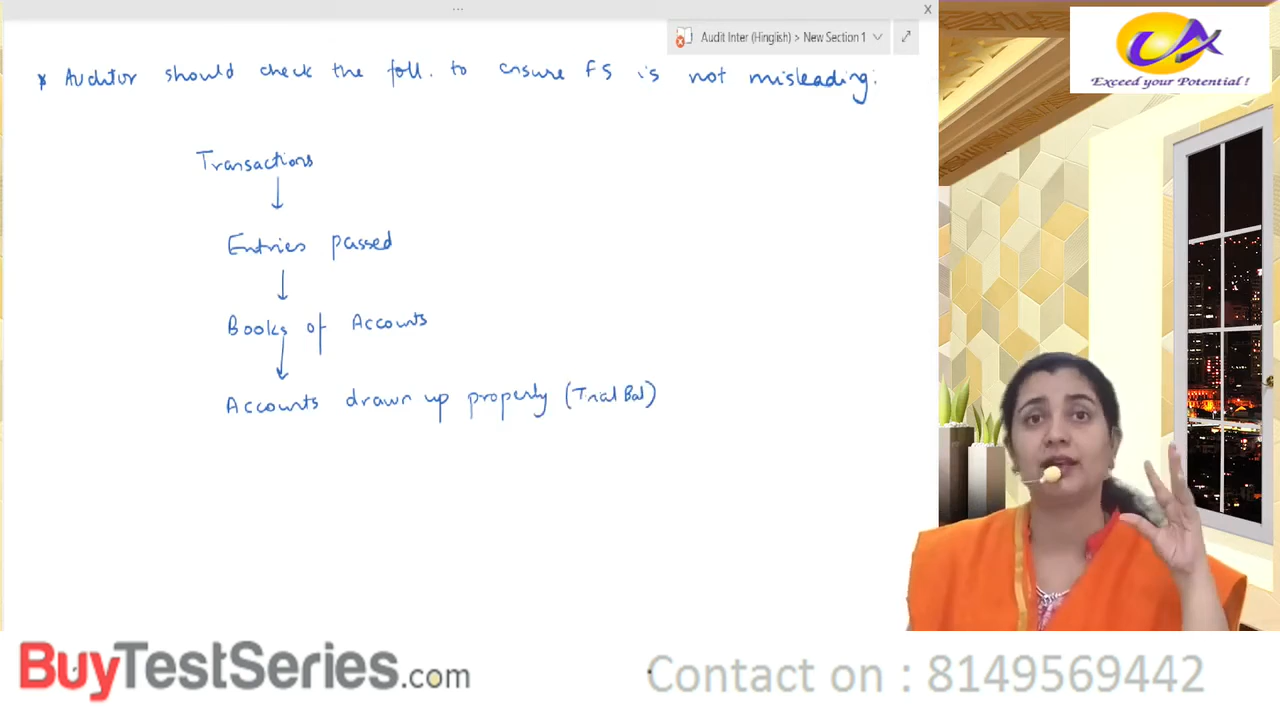 ...
x
Audit Inter (Hinglish) > New Section 1
Exceed your Potential !
* Auditor should check the foll. to ensure FS is not misleading:
Transactions
↓
Entries passed
↓
Books of Accounts
↓
Accounts drawn up properly (Trial Bal)
BuyTestSeries.com
Contact on : 8149569442